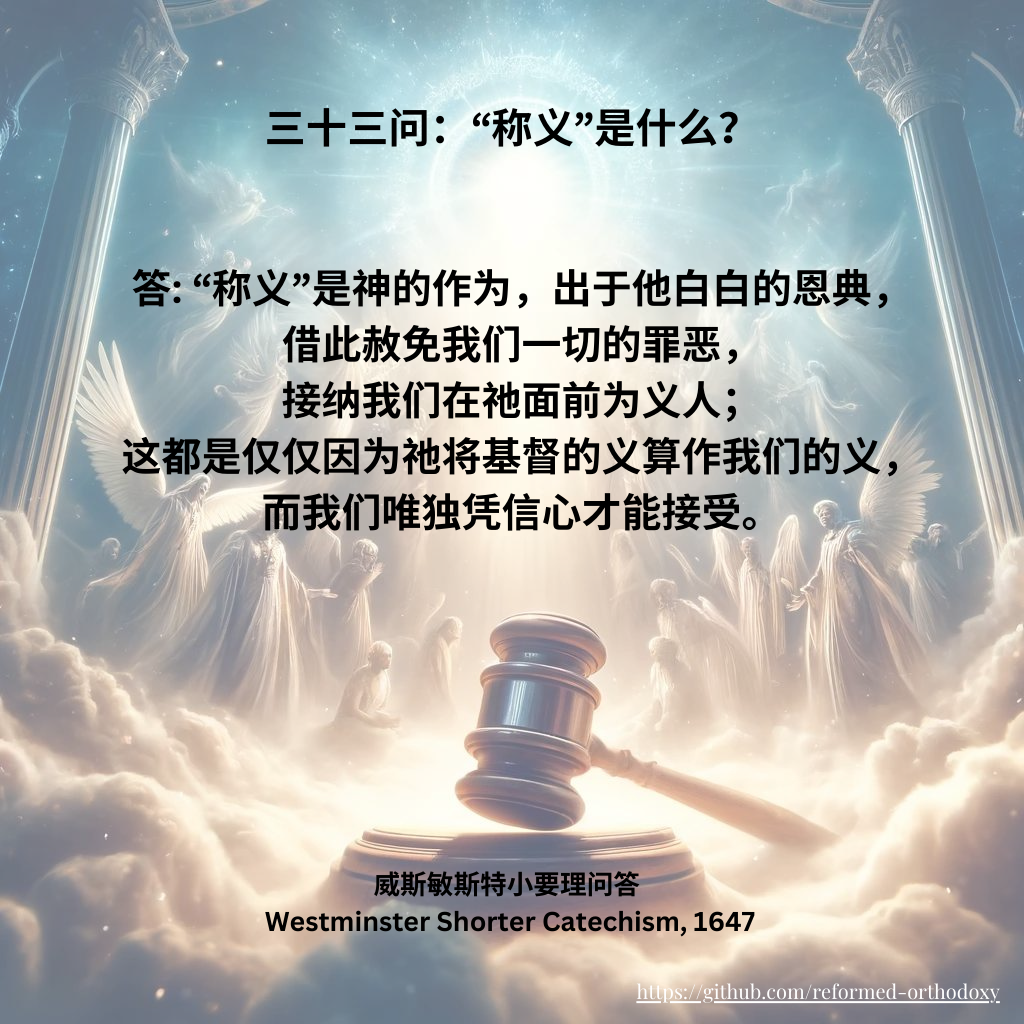 三十三问：“称义”是什么？
答: “称义”是神的作为，出于他白白的恩典，
借此赦免我们一切的罪恶，
接纳我们在祂面前为义人；
这都是仅仅因为祂将基督的义算作我们的义，
而我们唯独凭信心才能接受。
威斯敏斯特小要理问答
Westminster Shorter Catechism, 1647
https://github.com/reformed-orthodoxy